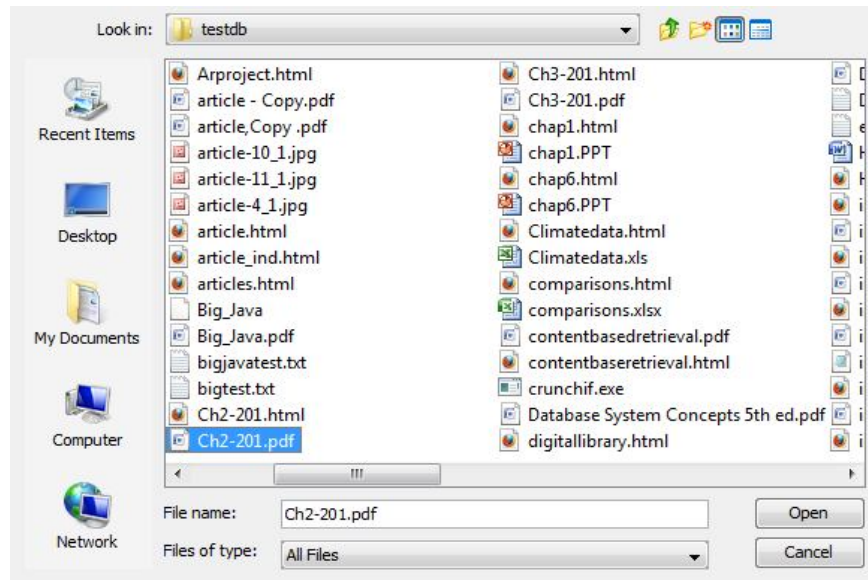 Look in: testdb
Recent Items
Desktop
My Documents
Computer
Network
Arproject.html
article - Copy.pdf
article,Copy .pdf
article-10_1.jpg
article-11_1.jpg
article-4_1.jpg
article.html
article_ind.html
articles.html
Big_Java
Big_Java.pdf
bigjavatest.txt
bigtest.txt
Ch2-201.html
Ch2-201.pdf
Ch3-201.html
Ch3-201.pdf
chap1.html
chap1.PPT
chap6.html
chap6.PPT
Climatedata.html
Climatedata.xls
comparisons.html
comparisons.xlsx
contentbasedretrieval.pdf
contentbaseretrieval.html
crunchif.exe
Database System Concepts 5th ed.pdf
digitallibrary.html
File name: Ch2-201.pdf Open
Files of type: All Files Cancel